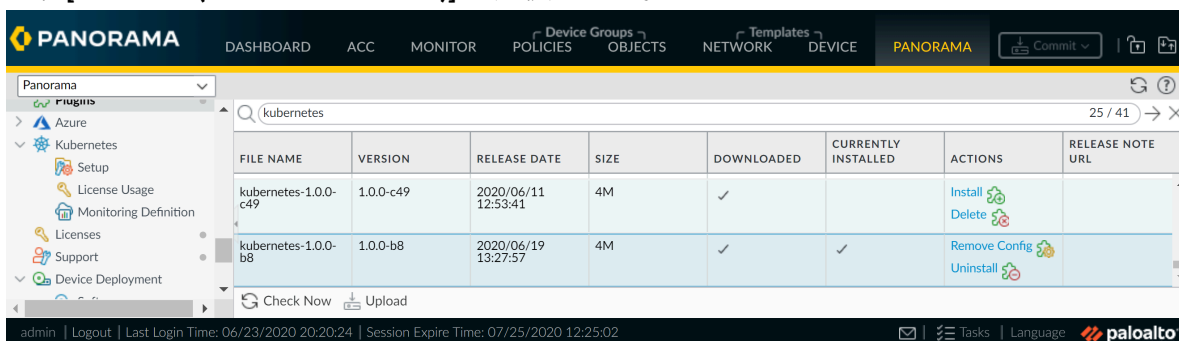 PANORAMA
DASHBOARD ACC MONITOR Device Groups POLICIES OBJECTS Templates NETWORK DEVICE PANORAMA Commit
Panorama
Plugins
Azure
Kubernetes
Setup
License Usage
Monitoring Definition
Licenses
Support
Device Deployment
kubernetes 25 / 41
FILE NAME VERSION RELEASE DATE SIZE DOWNLOADED CURRENTLY INSTALLED ACTIONS RELEASE NOTE URL
kubernetes-1.0.0- 1.0.0-c49 2020/06/11 4M Install
c49 12:53:41 Delete
kubernetes-1.0.0- 1.0.0-b8 2020/06/19 4M Remove Config
b8 13:27:57 Uninstall
Check Now Upload
admin | Logout | Last Login Time: 06/23/2020 20:20:24 | Session Expire Time: 07/25/2020 12:25:02 | Tasks | Language paloalto